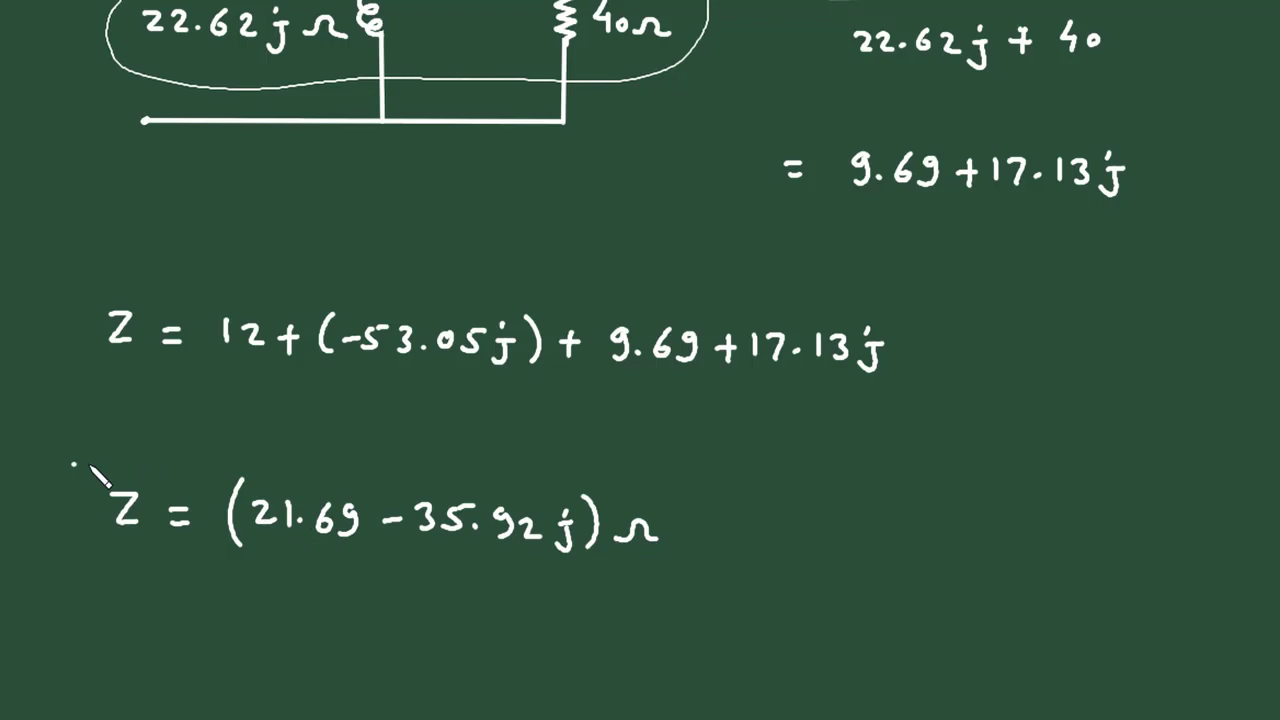 22.62j Ω 40Ω
22.62j + 40
= 9.69 + 17.13j
Z = 12 + (-53.05j) + 9.69 + 17.13j
Z = (21.69 - 35.92j) Ω